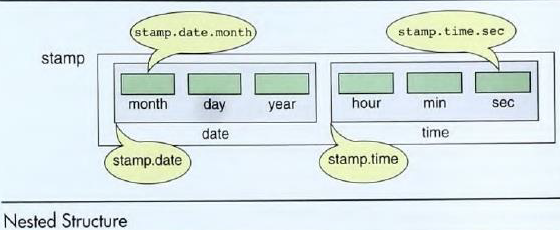 stamp.date.month
stamp.time.sec
stamp
month day year hour min sec
date time
stamp.date stamp.time
Nested Structure